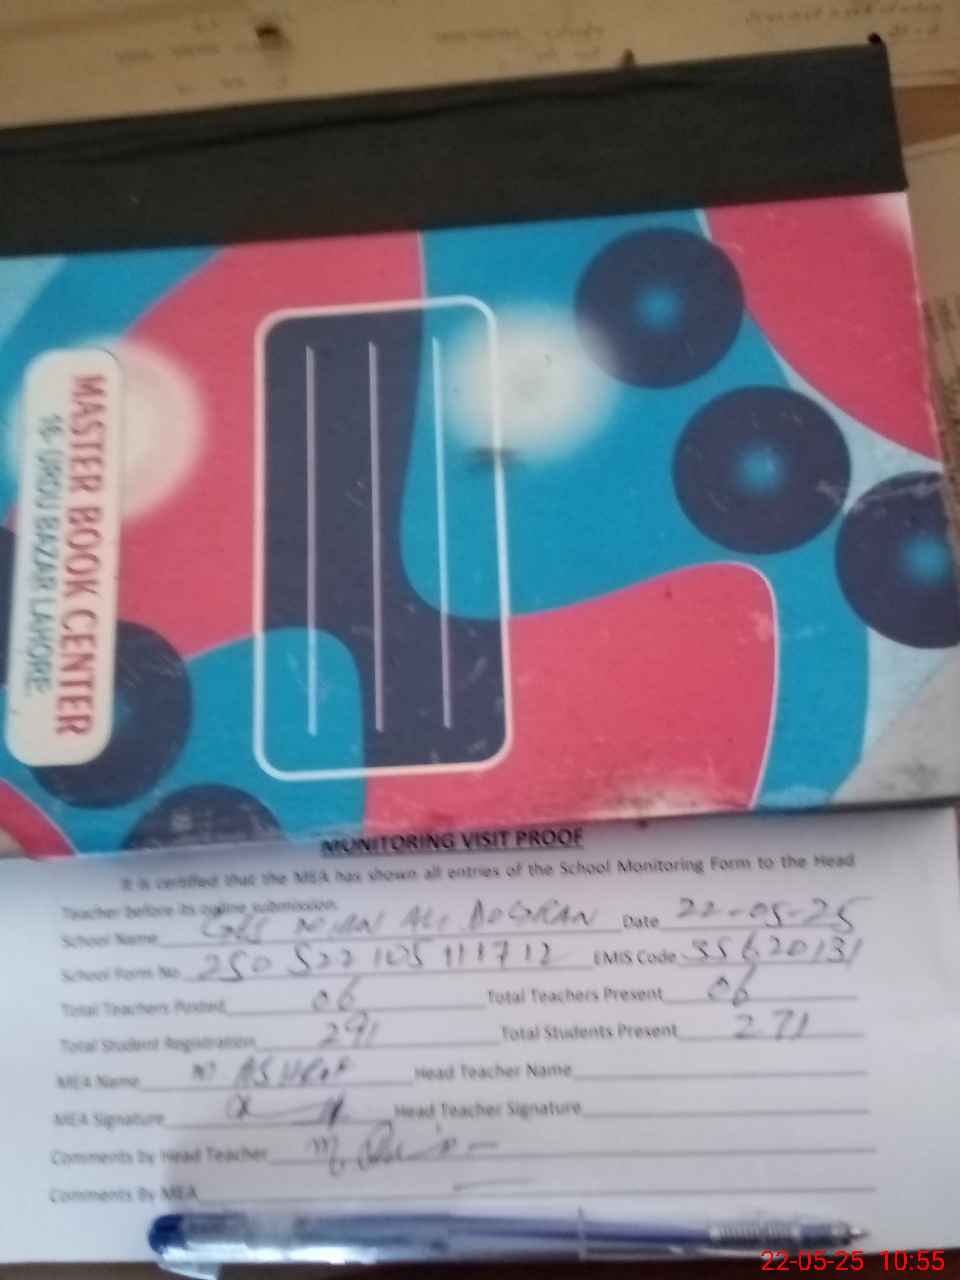 MASTER BOOK CENTER
16-URDU BAZAR LAHORE.
MONITORING VISIT PROOF
It is certified that the MEA has shown all entries of the School Monitoring Form to the Head
Teacher before its online submission.
School Name ALI DOGRAN Date 22-05-25
School Form No 250 522 105 111712 EMIS Code 35620131
Total Teachers Posted 06 Total Teachers Present 06
Total Student Registration 291 Total Students Present 271
MEA Name M ASHRAF Head Teacher Name
MEA Signature Head Teacher Signature
Comments by Head Teacher
Comments By MEA
22-05-25 10:55